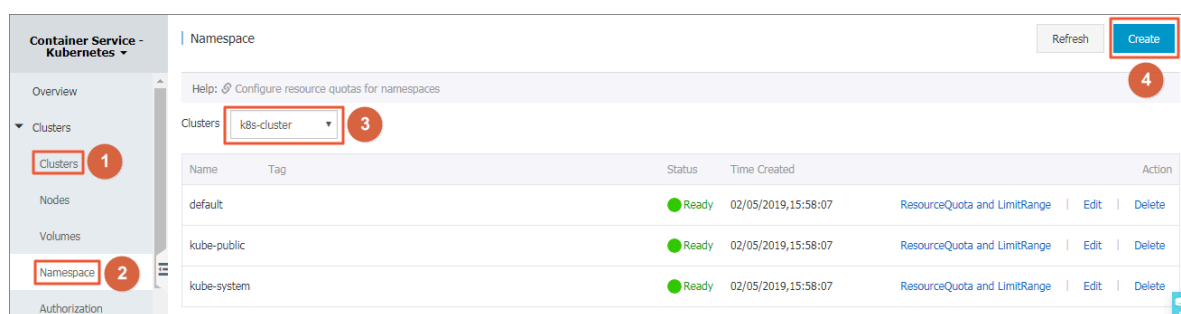 Container Service -
Kubernetes
Overview
Clusters
Clusters 1
Nodes
Volumes
Namespace 2
Authorization
Namespace
Refresh Create
4
Help: Configure resource quotas for namespaces
Clusters k8s-cluster 3
Name Tag Status Time Created Action
default Ready 02/05/2019,15:58:07 ResourceQuota and LimitRange | Edit | Delete
kube-public Ready 02/05/2019,15:58:07 ResourceQuota and LimitRange | Edit | Delete
kube-system Ready 02/05/2019,15:58:07 ResourceQuota and LimitRange | Edit | Delete